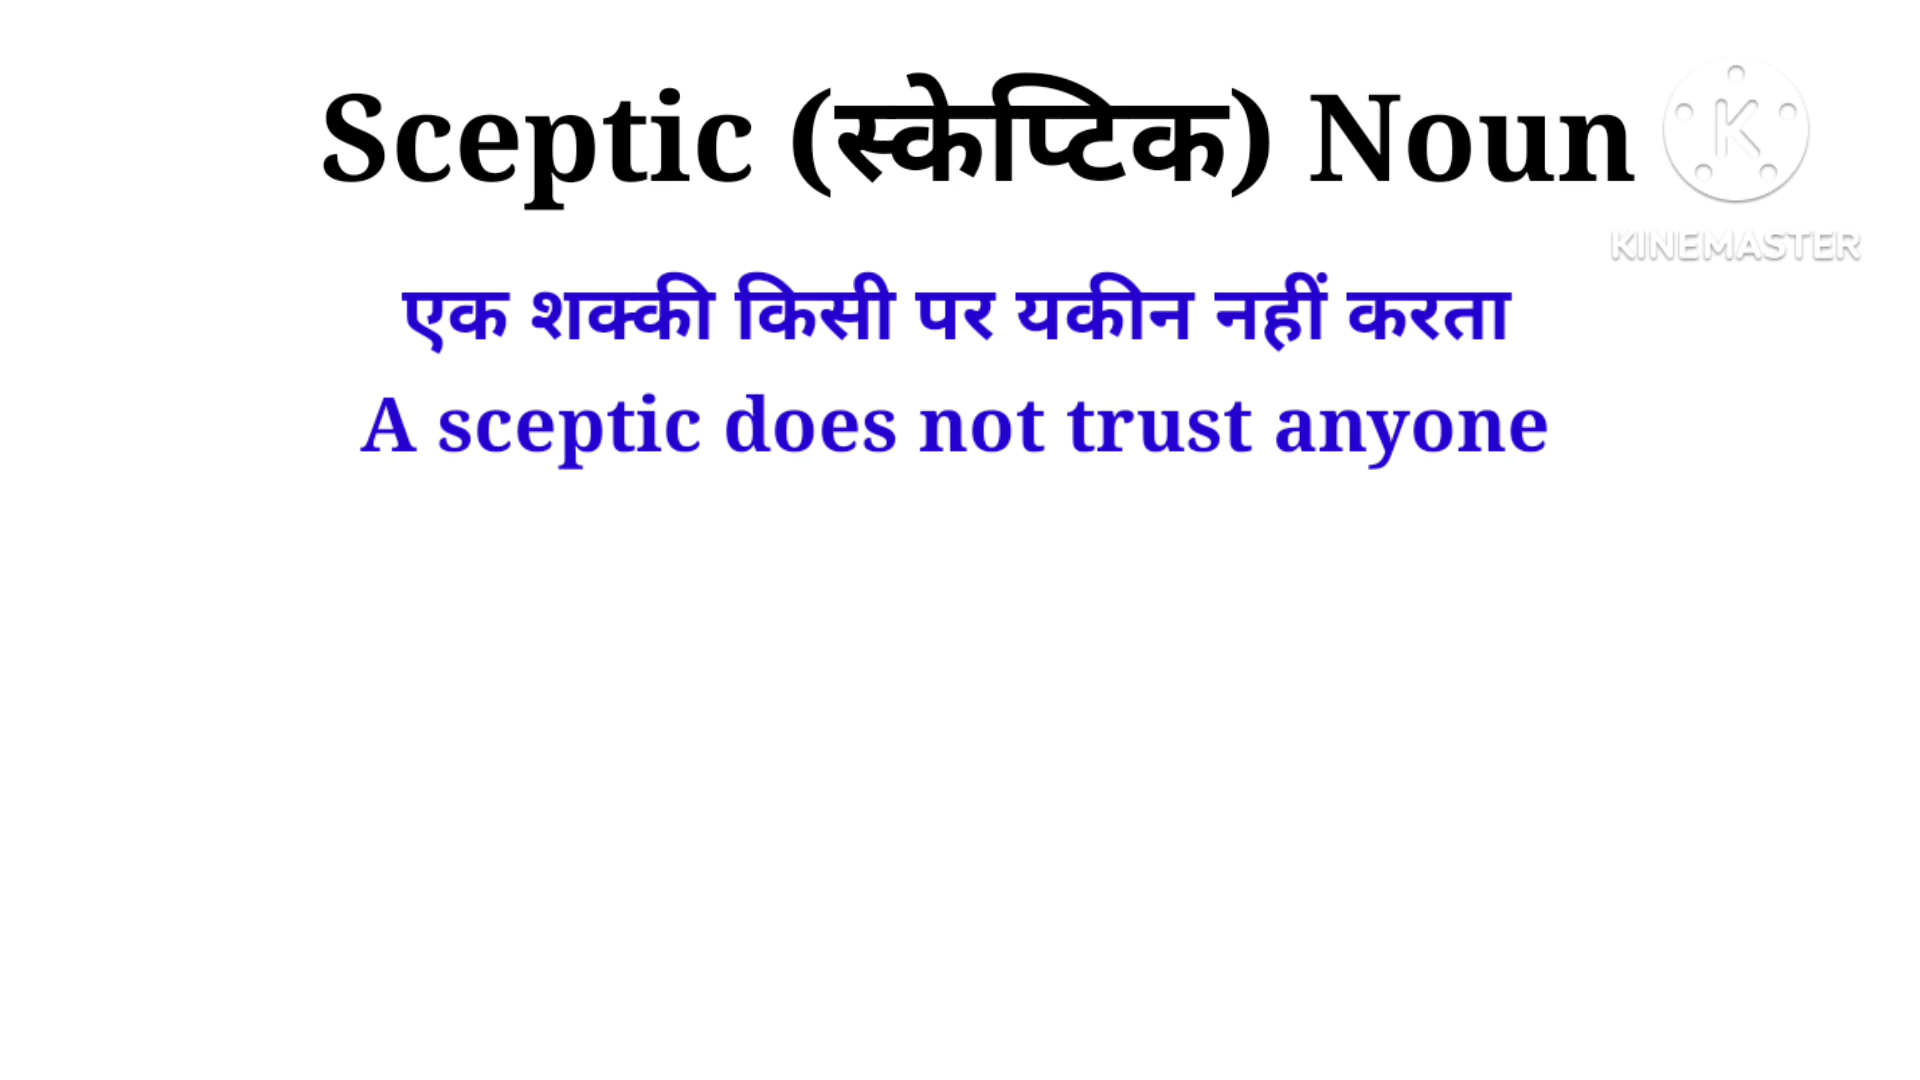 Sceptic (स्केप्टिक) Noun
K
KINEMASTER
एक शक्की किसी पर यकीन नहीं करता
A sceptic does not trust anyone